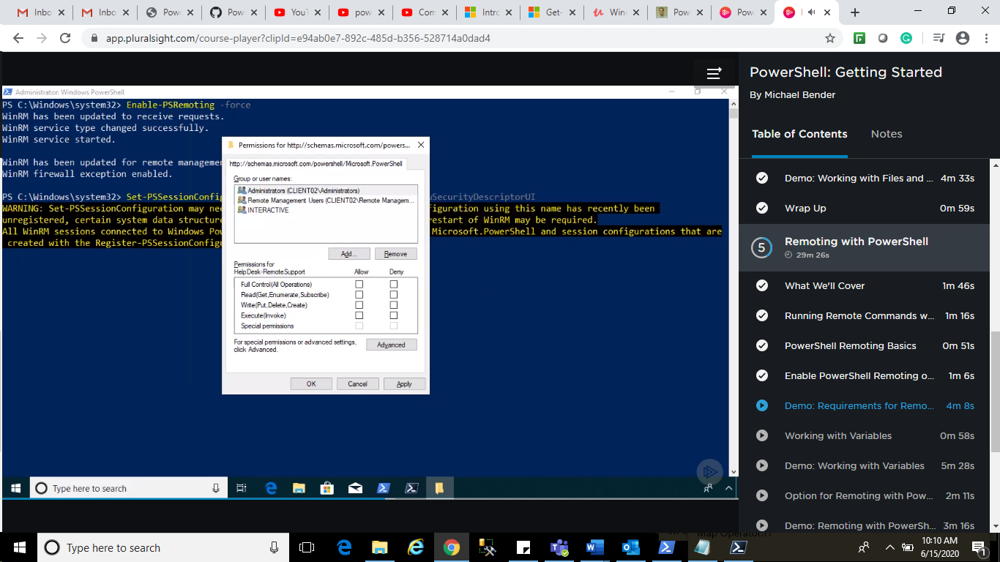 Inbo
Inbo
Powe
Pow
YouT
pow
Com
Intro
Get-
Win
Pow
Pow
app.pluralsight.com/course-player?clipId=e94ab0e7-892c-485d-b356-528714a0dad4
Administrator: Windows PowerShell
PS C:\Windows\system32> Enable-PSRemoting -force
WinRM has been updated to receive requests.
WinRM service type changed successfully.
WinRM service started.
WinRM has been updated for remote managemen
WinRM firewall exception enabled.
PS C:\Windows\system32> Set-PSSessionConfig wSecurityDescriptorUI
WARNING: Set-PSSessionConfiguration may nee figuration using this name has recently been
unregistered, certain system data structure restart of WinRM may be required.
All WinRM sessions connected to Windows Pow Microsoft.PowerShell and session configurations that are
created with the Register-PSSessionConfigu
Permissions for http://schemas.microsoft.com/powers...
http://schemas.microsoft.com/powershell/Microsoft.PowerShell
Group or user names:
Administrators (CLIENT02\Administrators)
Remote Management Users (CLIENT02\Remote Managem...
INTERACTIVE
Add...
Remove
Permissions for
HelpDesk-RemoteSupport
Allow
Deny
Full Control(All Operations)
Read(Get,Enumerate,Subscribe)
Write(Put,Delete,Create)
Execute(Invoke)
Special permissions
For special permissions or advanced settings,
click Advanced.
Advanced
OK
Cancel
Apply
Type here to search
PowerShell: Getting Started
By Michael Bender
Table of Contents
Notes
Demo: Working with Files and ... 4m 33s
Wrap Up 0m 59s
5
Remoting with PowerShell
29m 26s
What We'll Cover 1m 46s
Running Remote Commands w... 1m 16s
PowerShell Remoting Basics 0m 51s
Enable PowerShell Remoting o... 1m 6s
Demo: Requirements for Remo... 4m 8s
Working with Variables 0m 58s
Demo: Working with Variables 5m 28s
Option for Remoting with Pow... 2m 11s
Demo: Remoting with PowerSh... 3m 16s
Type here to search
10:10 AM
6/15/2020
1